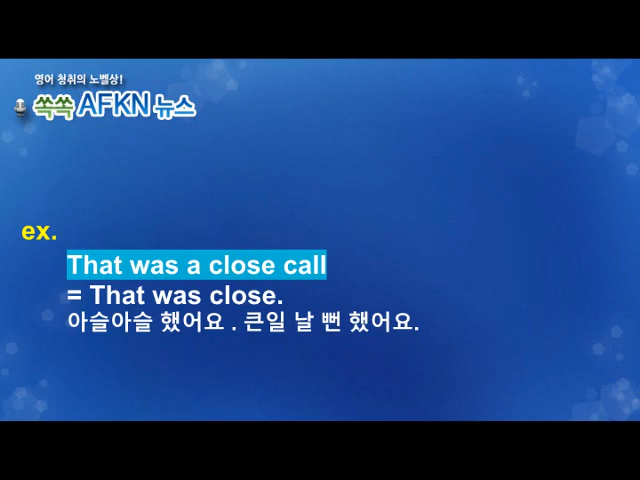 영어 청취의 노벨상!
쏙쏙 AFKN 뉴스
ex.
That was a close call
= That was close.
아슬아슬 했어요 . 큰일 날 뻔 했어요.